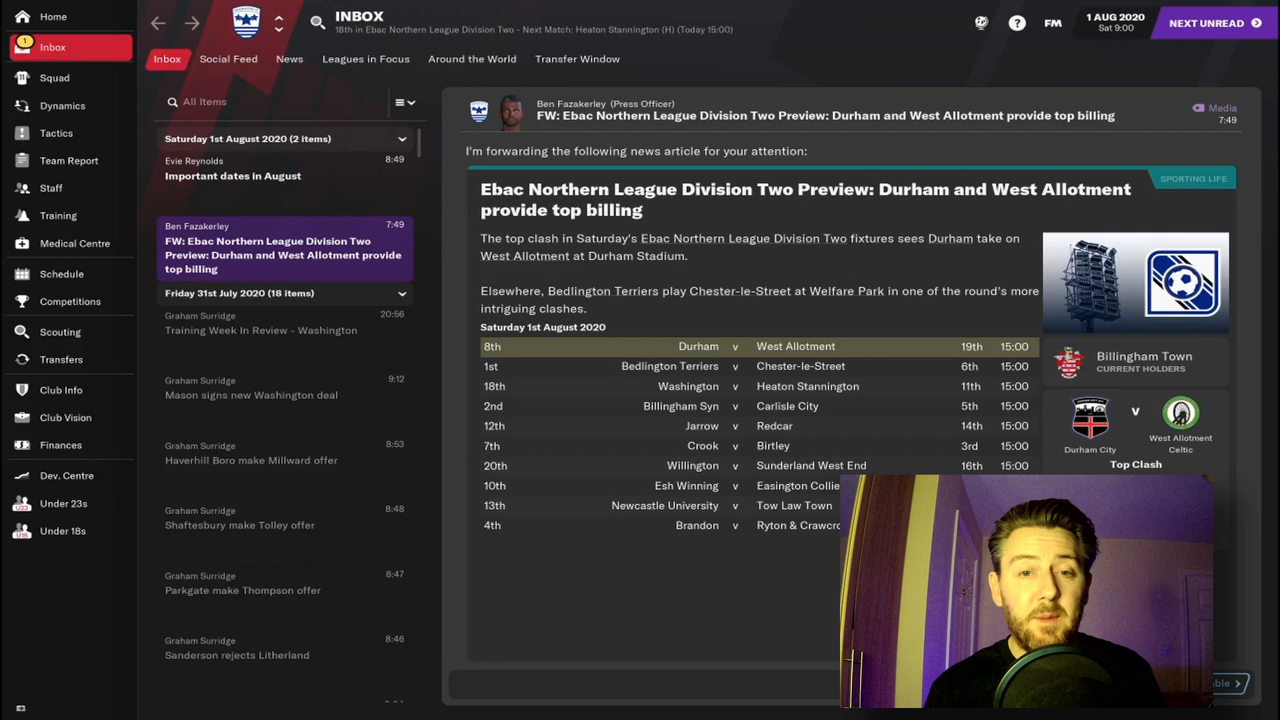 Home
1
Inbox
Squad
Dynamics
Tactics
Team Report
Staff
Training
Medical Centre
Schedule
Competitions
Scouting
Transfers
Club Info
Club Vision
Finances
Dev. Centre
U23
Under 23s
U18
Under 18s
INBOX
18th in Ebac Northern League Division Two - Next Match: Heaton Stannington (H) (Today 15:00)
?
FM
1 AUG 2020
Sat 9:00
NEXT UNREAD
Inbox
Social Feed
News
Leagues in Focus
Around the World
Transfer Window
All Items
Saturday 1st August 2020 (2 items)
Evie Reynolds 8:49
Important dates in August
Ben Fazakerley 7:49
FW: Ebac Northern League Division Two
Preview: Durham and West Allotment provide
top billing
Friday 31st July 2020 (18 items)
Graham Surridge 20:56
Training Week In Review - Washington
Graham Surridge 9:12
Mason signs new Washington deal
Graham Surridge 8:53
Haverhill Boro make Millward offer
Graham Surridge 8:48
Shaftesbury make Tolley offer
Graham Surridge 8:47
Parkgate make Thompson offer
Graham Surridge 8:46
Sanderson rejects Litherland
Ben Fazakerley (Press Officer)
FW: Ebac Northern League Division Two Preview: Durham and West Allotment provide top billing
Media
7:49
I'm forwarding the following news article for your attention:
SPORTING LIFE
Ebac Northern League Division Two Preview: Durham and West Allotment
provide top billing
The top clash in Saturday's Ebac Northern League Division Two fixtures sees Durham take on
West Allotment at Durham Stadium.
Elsewhere, Bedlington Terriers play Chester-le-Street at Welfare Park in one of the round's more
intriguing clashes.
Saturday 1st August 2020
8th Durham v West Allotment 19th 15:00
1st Bedlington Terriers v Chester-le-Street 6th 15:00
18th Washington v Heaton Stannington 11th 15:00
2nd Billingham Syn v Carlisle City 5th 15:00
12th Jarrow v Redcar 14th 15:00
7th Crook v Birtley 3rd 15:00
20th Willington v Sunderland West End 16th 15:00
10th Esh Winning v Easington Collie
13th Newcastle University v Tow Law Town
4th Brandon v Ryton & Crawcro
Billingham Town
CURRENT HOLDERS
v
Durham City
West Allotment
Celtic
Top Clash